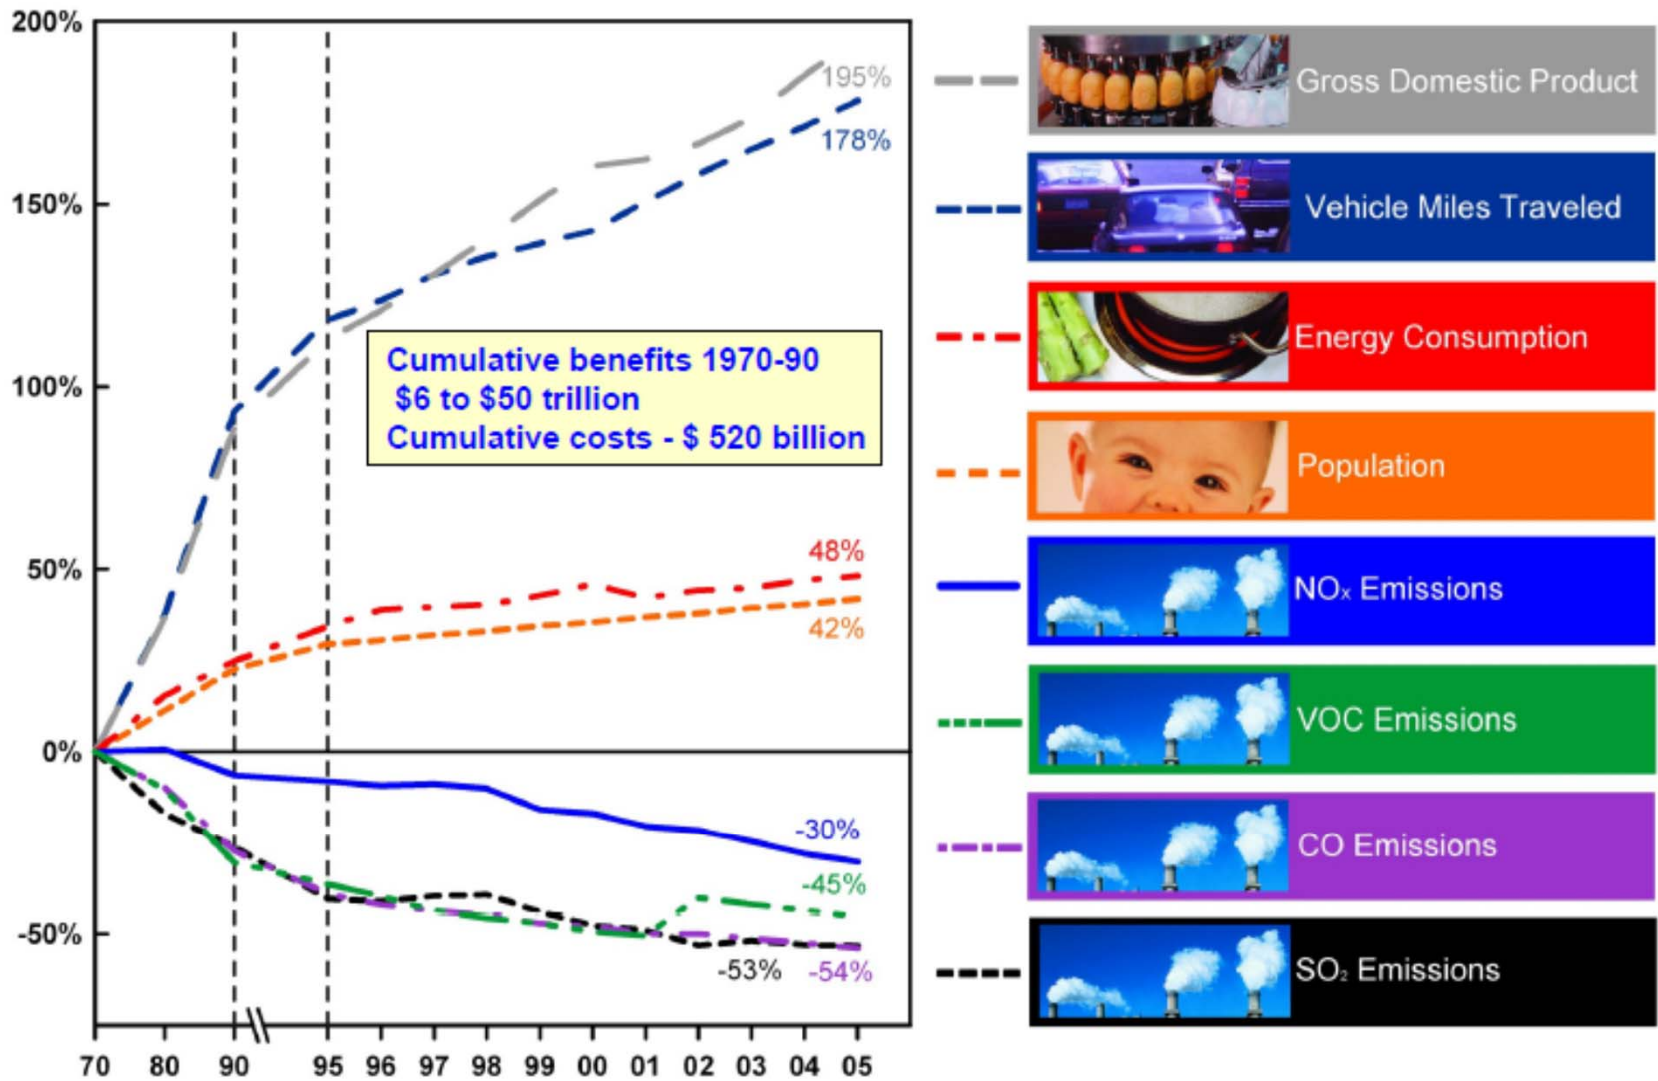 200%
150%
100%
50%
0%
-50%
195%
178%
Cumulative benefits 1970-90
$6 to $50 trillion
Cumulative costs - $ 520 billion
48%
42%
-30%
-45%
-53% -54%
70 80 90 95 96 97 98 99 00 01 02 03 04 05
Gross Domestic Product
Vehicle Miles Traveled
Energy Consumption
Population
NOx Emissions
VOC Emissions
CO Emissions
SO₂ Emissions